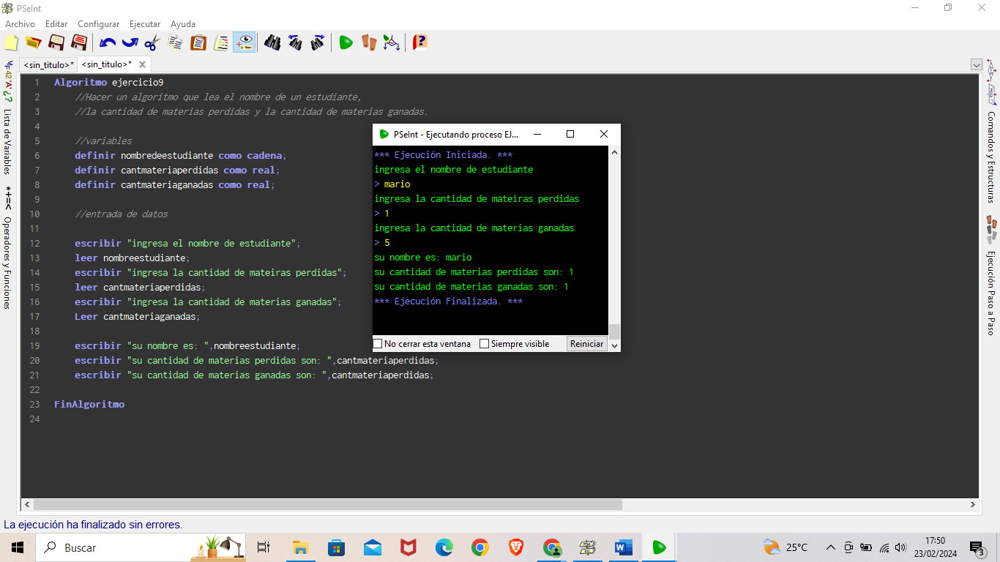 PSeInt
Archivo Editar Configurar Ejecutar Ayuda
<sin_titulo>* <sin_titulo>*
42 'A' ¿?
Lista de Variables
*+=<
Operadores y Funciones
1 Algoritmo ejercicio9
2 //Hacer un algoritmo que lea el nombre de un estudiante,
3 //la cantidad de materias perdidas y la cantidad de materias ganadas.
4
5 //variables
6 definir nombredeestudiante como cadena;
7 definir cantmateriaperdidas como real;
8 definir cantmateriaganadas como real;
9
10 //entrada de datos
11
12 escribir "ingresa el nombre de estudiante";
13 leer nombreestudiante;
14 escribir "ingresa la cantidad de mateiras perdidas";
15 leer cantmateriaperdidas;
16 escribir "ingresa la cantidad de materias ganadas";
17 Leer cantmateriaganadas;
18
19 escribir "su nombre es: ",nombreestudiante;
20 escribir "su cantidad de materias perdidas son: ",cantmateriaperdidas;
21 escribir "su cantidad de materias ganadas son: ",cantmateriaperdidas;
22
23 FinAlgoritmo
24
PSeInt - Ejecutando proceso EJ...
*** Ejecución Iniciada. ***
ingresa el nombre de estudiante
> mario
ingresa la cantidad de mateiras perdidas
> 1
ingresa la cantidad de materias ganadas
> 5
su nombre es: mario
su cantidad de materias perdidas son: 1
su cantidad de materias ganadas son: 1
*** Ejecución Finalizada. ***
No cerrar esta ventana Siempre visible Reiniciar
Comandos y Estructuras
Ejecución Paso a Paso
La ejecución ha finalizado sin errores.
Buscar
25°C
17:50
23/02/2024
3